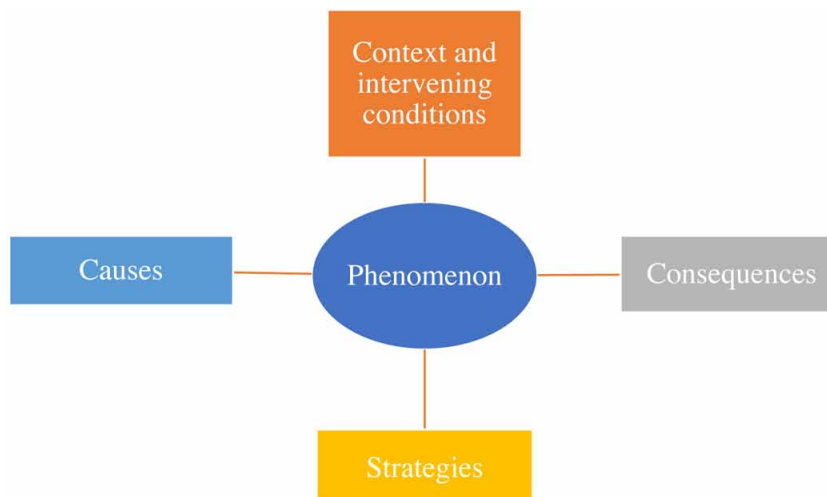 Context and
intervening
conditions
Causes
Phenomenon
Consequences
Strategies